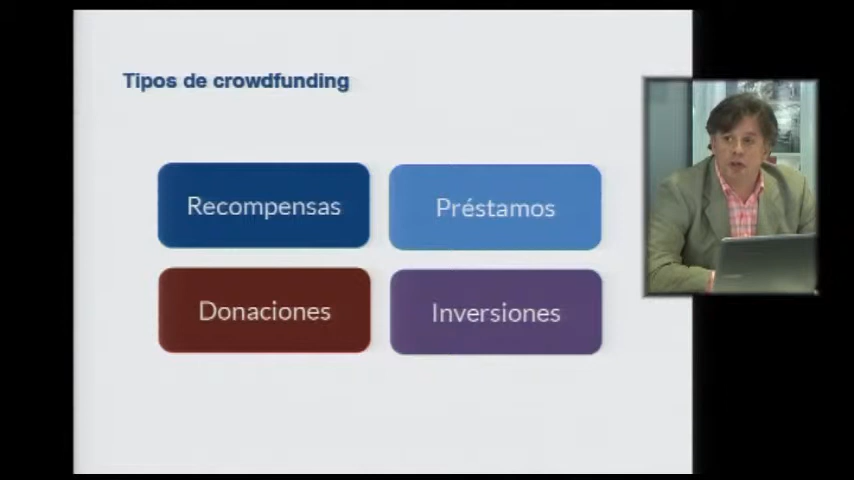 Tipos de crowdfunding
Recompensas
Préstamos
Donaciones
Inversiones